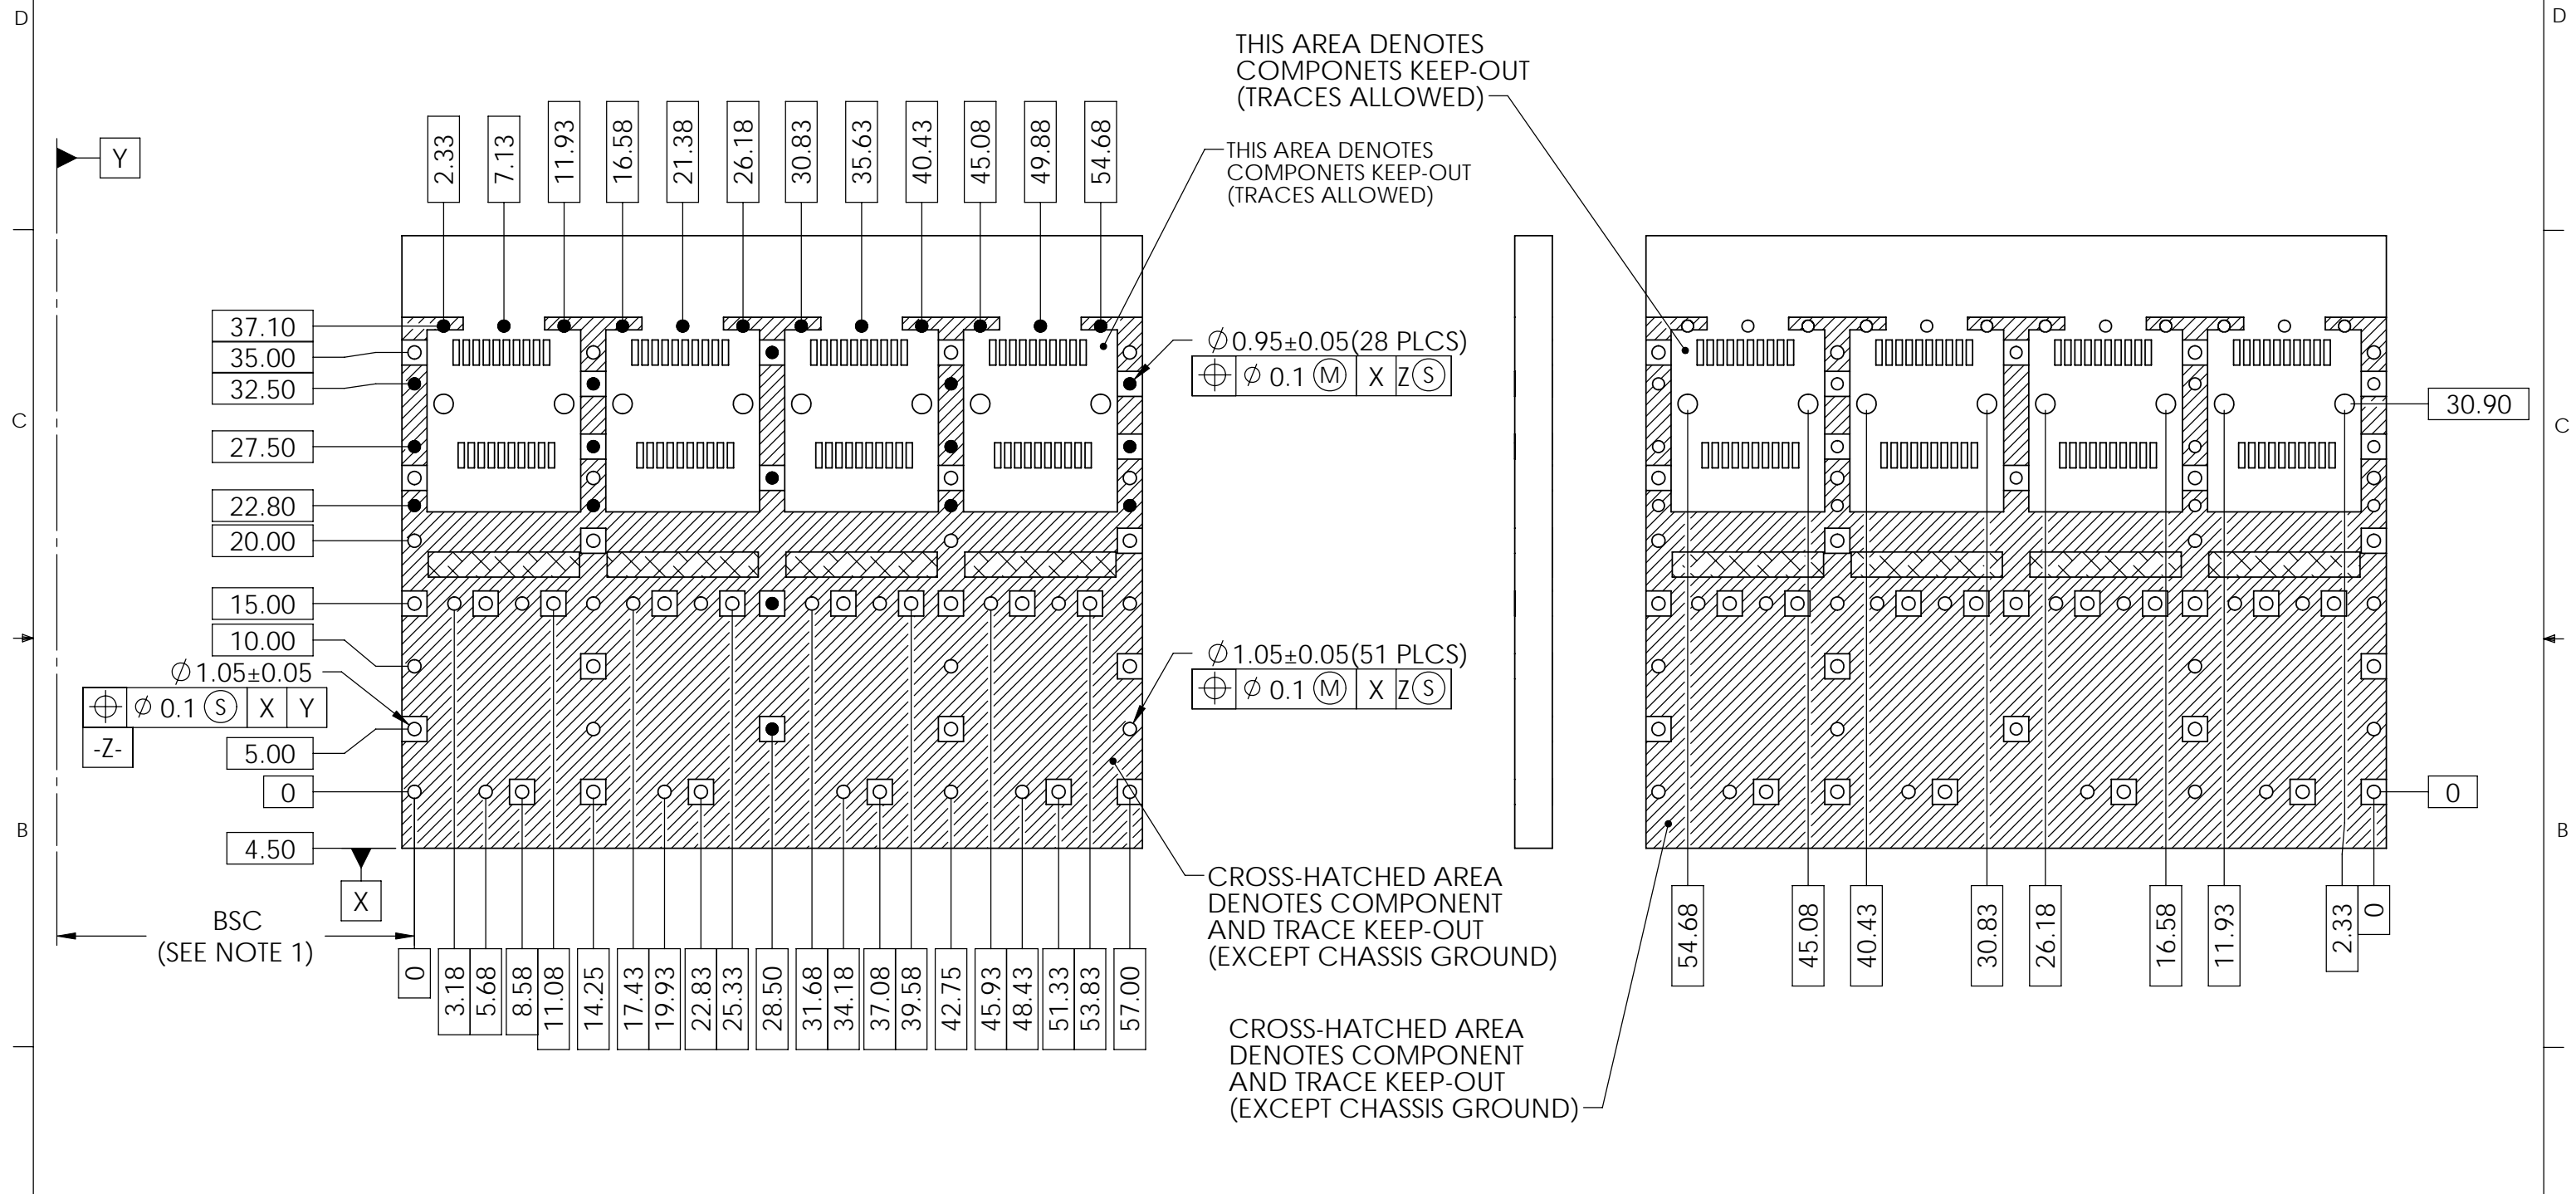 D
D
THIS AREA DENOTES
COMPONETS KEEP-OUT
(TRACES ALLOWED)
THIS AREA DENOTES
COMPONETS KEEP-OUT
(TRACES ALLOWED)
Y
2.33
7.13
11.93
16.58
21.38
26.18
30.83
35.63
40.43
45.08
49.88
54.68
37.10
35.00
32.50
27.50
22.80
20.00
15.00
10.00
∅1.05±0.05
⌖ ∅ 0.1 Ⓢ X Y
-Z-
5.00
0
4.50
X
BSC
(SEE NOTE 1)
∅0.95±0.05(28 PLCS)
⌖ ∅ 0.1 Ⓜ X ZⓈ
∅1.05±0.05(51 PLCS)
⌖ ∅ 0.1 Ⓜ X ZⓈ
C
C
30.90
0
B
B
CROSS-HATCHED AREA
DENOTES COMPONENT
AND TRACE KEEP-OUT
(EXCEPT CHASSIS GROUND)
CROSS-HATCHED AREA
DENOTES COMPONENT
AND TRACE KEEP-OUT
(EXCEPT CHASSIS GROUND)
0
3.18
5.68
8.58
11.08
14.25
17.43
19.93
22.83
25.33
28.50
31.68
34.18
37.08
39.58
42.75
45.93
48.43
51.33
53.83
57.00
54.68
45.08
40.43
30.83
26.18
16.58
11.93
2.33
0